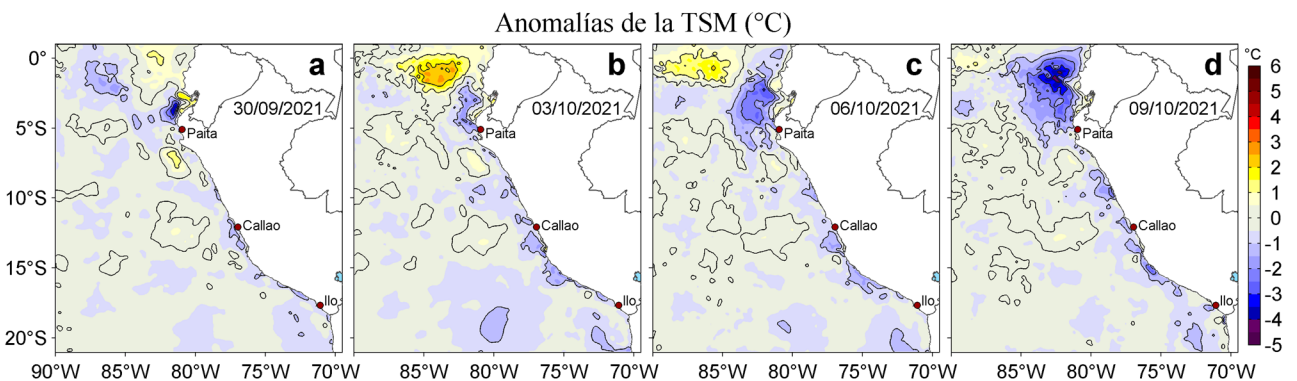 Anomalías de la TSM (°C)
a
b
c
d
30/09/2021
03/10/2021
06/10/2021
09/10/2021
Paita
Paita
Paita
Paita
Callao
Callao
Callao
Callao
Ilo
Ilo
Ilo
Ilo
0°
5°S
10°S
15°S
20°S
90°W 85°W 80°W 75°W 70°W 85°W 80°W 75°W 70°W 85°W 80°W 75°W 70°W 85°W 80°W 75°W 70°W
°C
6
5
4
3
2
1
0
-1
-2
-3
-4
-5